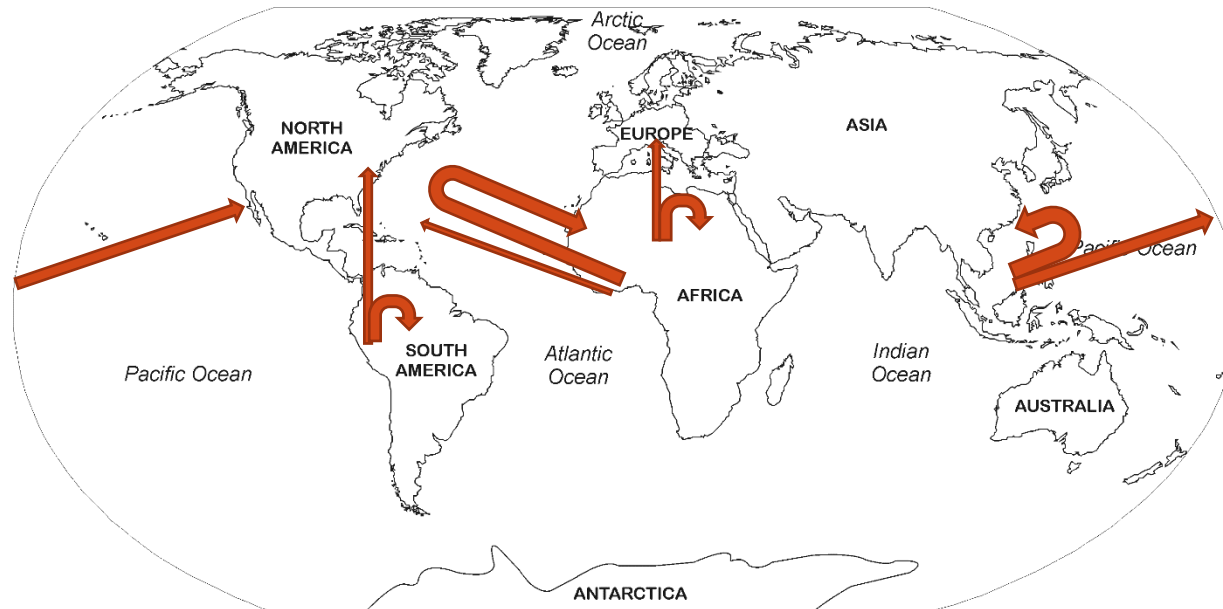 Arctic
Ocean
NORTH
AMERICA
EUROPE
ASIA
Pacific Ocean
AFRICA
SOUTH
AMERICA
Pacific Ocean
Atlantic
Ocean
Indian
Ocean
AUSTRALIA
ANTARCTICA